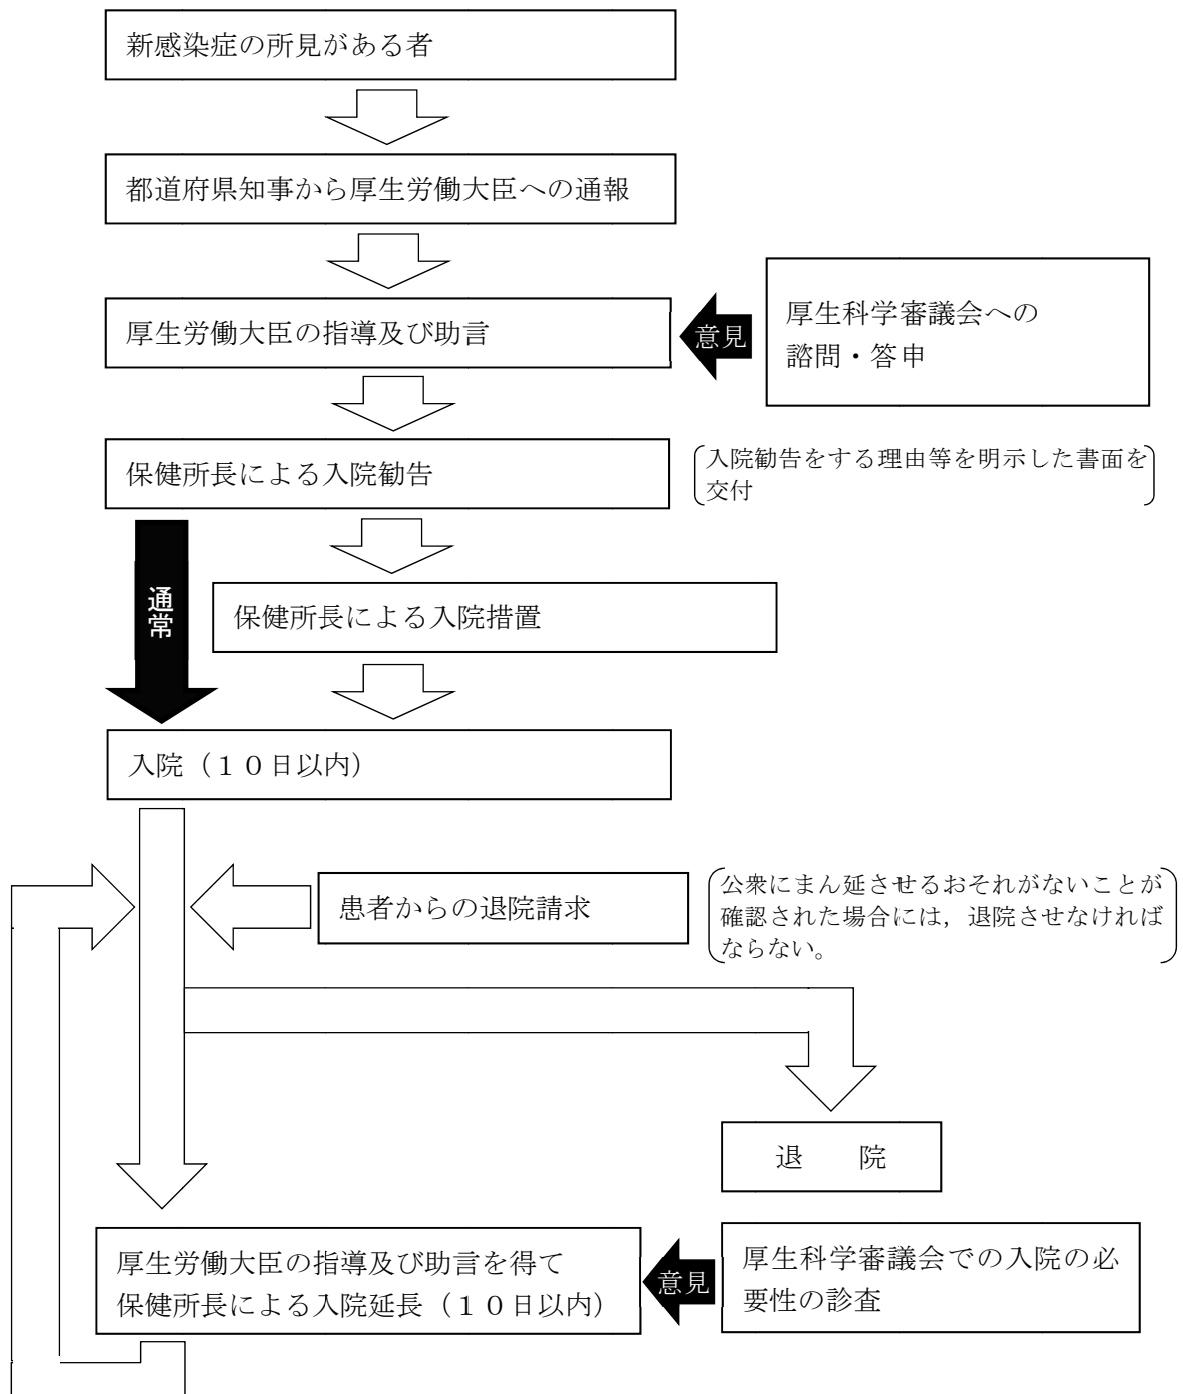 新感染症の所見がある者
都道府県知事から厚生労働大臣への通報
厚生労働大臣の指導及び助言
意見
厚生科学審議会への
諮問・答申
保健所長による入院勧告
入院勧告をする理由等を明示した書面を
交付
通常
保健所長による入院措置
入院（１０日以内）
患者からの退院請求
公衆にまん延させるおそれがないことが
確認された場合には，退院させなければ
ならない。
退　　院
厚生労働大臣の指導及び助言を得て
保健所長による入院延長（１０日以内）
意見
厚生科学審議会での入院の必
要性の診査